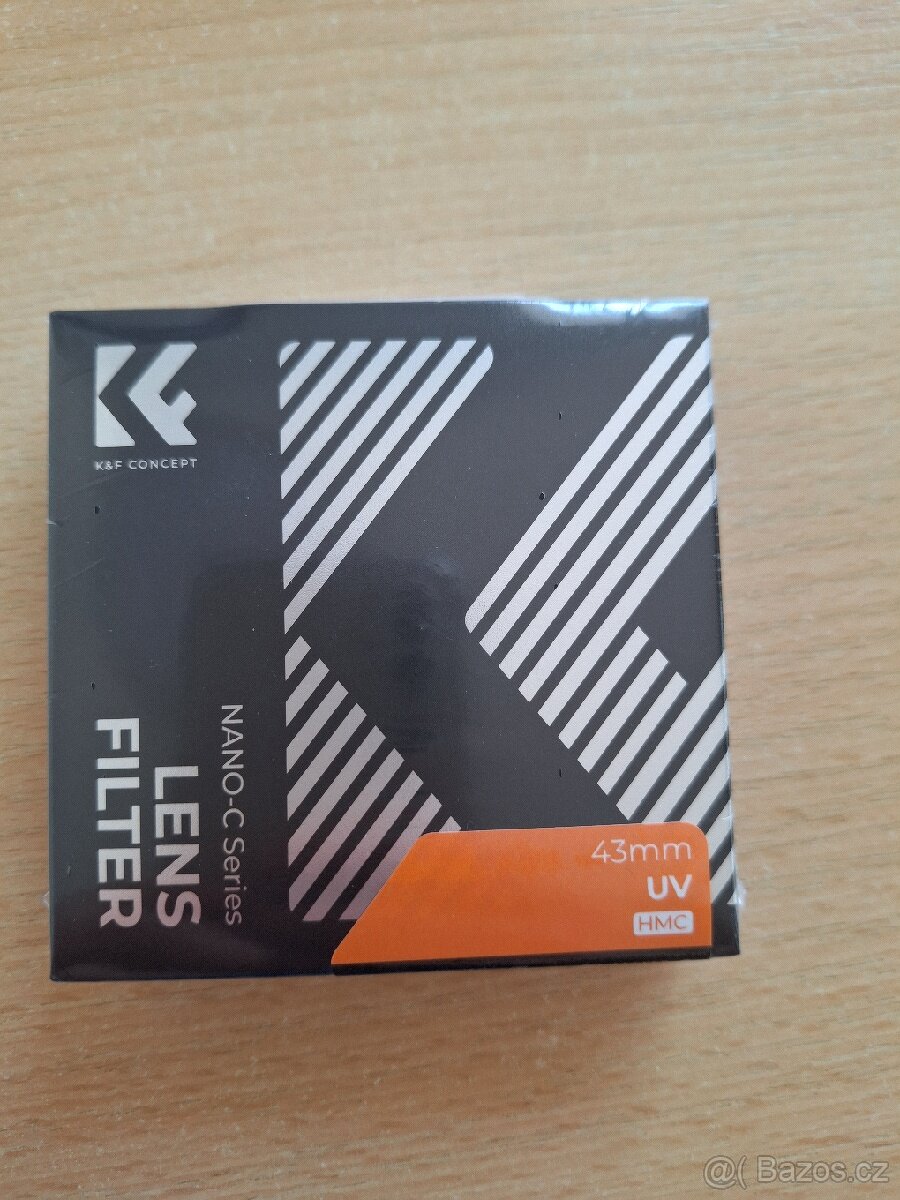 K&F CONCEPT
NANO-C Series
LENS
FILTER
43mm
UV
HMC
@( Bazos.cz